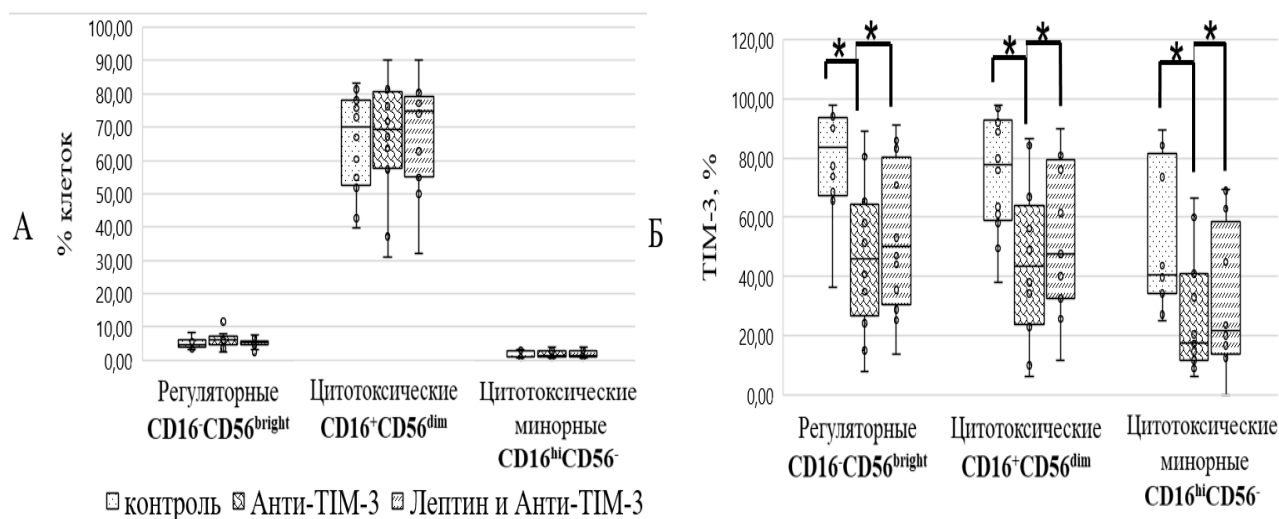 А
% клеток
100,00
90,00
80,00
70,00
60,00
50,00
40,00
30,00
20,00
10,00
0,00
Регуляторные
CD16⁻CD56ᵇʳⁱᵍʰᵗ
Цитотоксические
CD16⁺CD56ᵈⁱᵐ
Цитотоксические
минорные
CD16ʰⁱCD56-
контроль Анти-TIM-3 Лептин и Анти-TIM-3
Б
TIM-3, %
120,00
100,00
80,00
60,00
40,00
20,00
0,00
* * * * * *
Регуляторные
CD16⁻CD56ᵇʳⁱᵍʰᵗ
Цитотоксические
CD16⁺CD56ᵈⁱᵐ
Цитотоксические
минорные
CD16ʰⁱCD56-